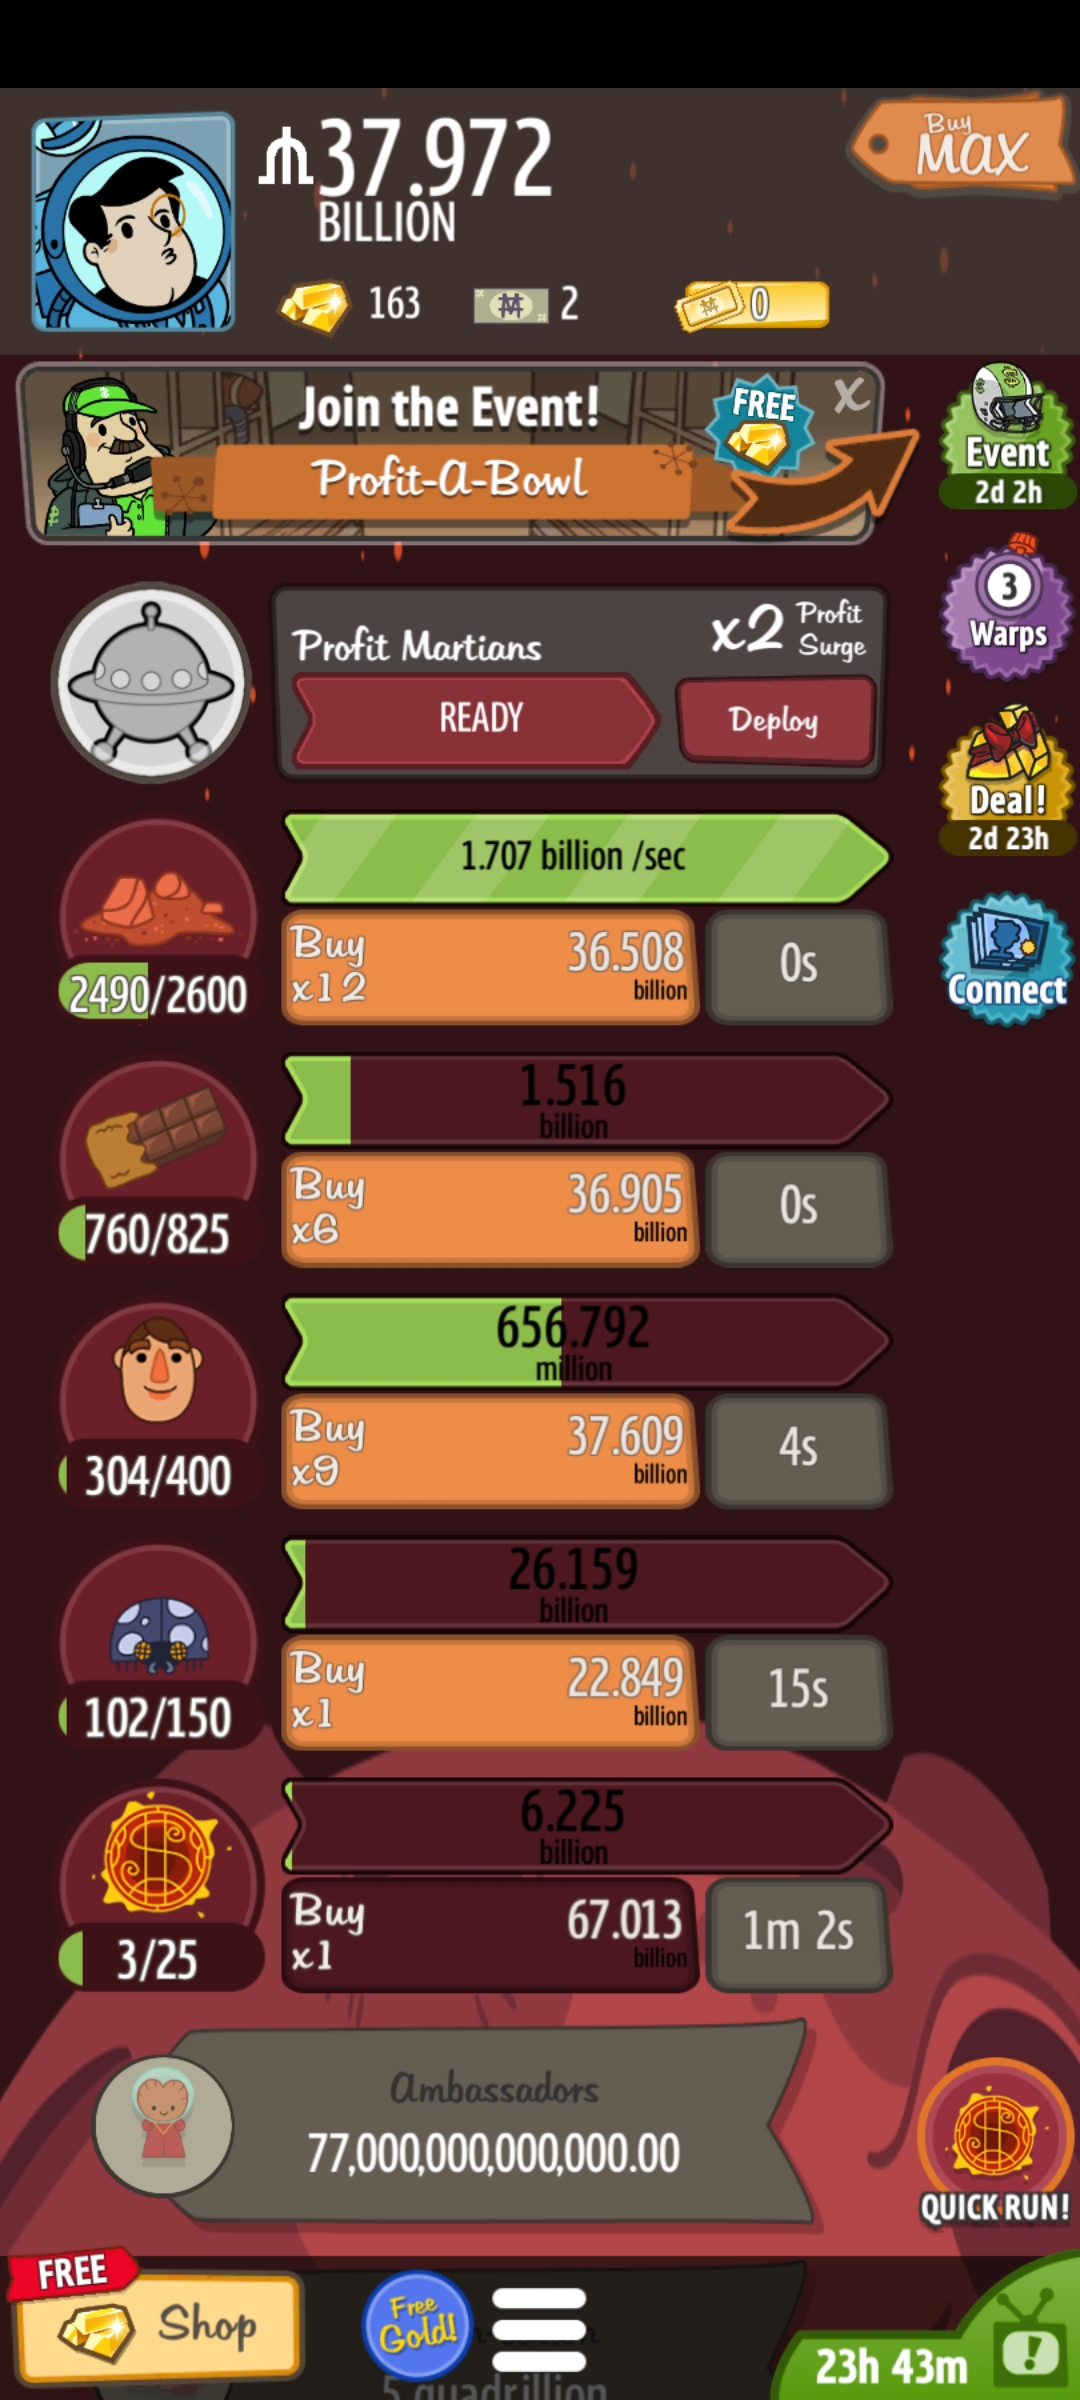 37.972
BILLION
Buy
MAX
163
2
0
Join the Event!
Profit-A-Bowl
FREE
X
Event
2d 2h
3
Warps
Profit Martians
x2 Profit
Surge
READY
Deploy
Deal!
2d 23h
1.707 billion /sec
Buy
x12
36.508
billion
0s
2490/2600
Connect
1.516
billion
Buy
x6
36.905
billion
0s
760/825
656.792
million
Buy
x9
37.609
billion
4s
304/400
26.159
billion
Buy
x1
22.849
billion
15s
102/150
6.225
billion
Buy
x1
67.013
billion
1m 2s
3/25
Ambassadors
77,000,000,000,000.00
QUICK RUN!
FREE
Shop
Free
Gold!
23h 43m
5 quadrillion